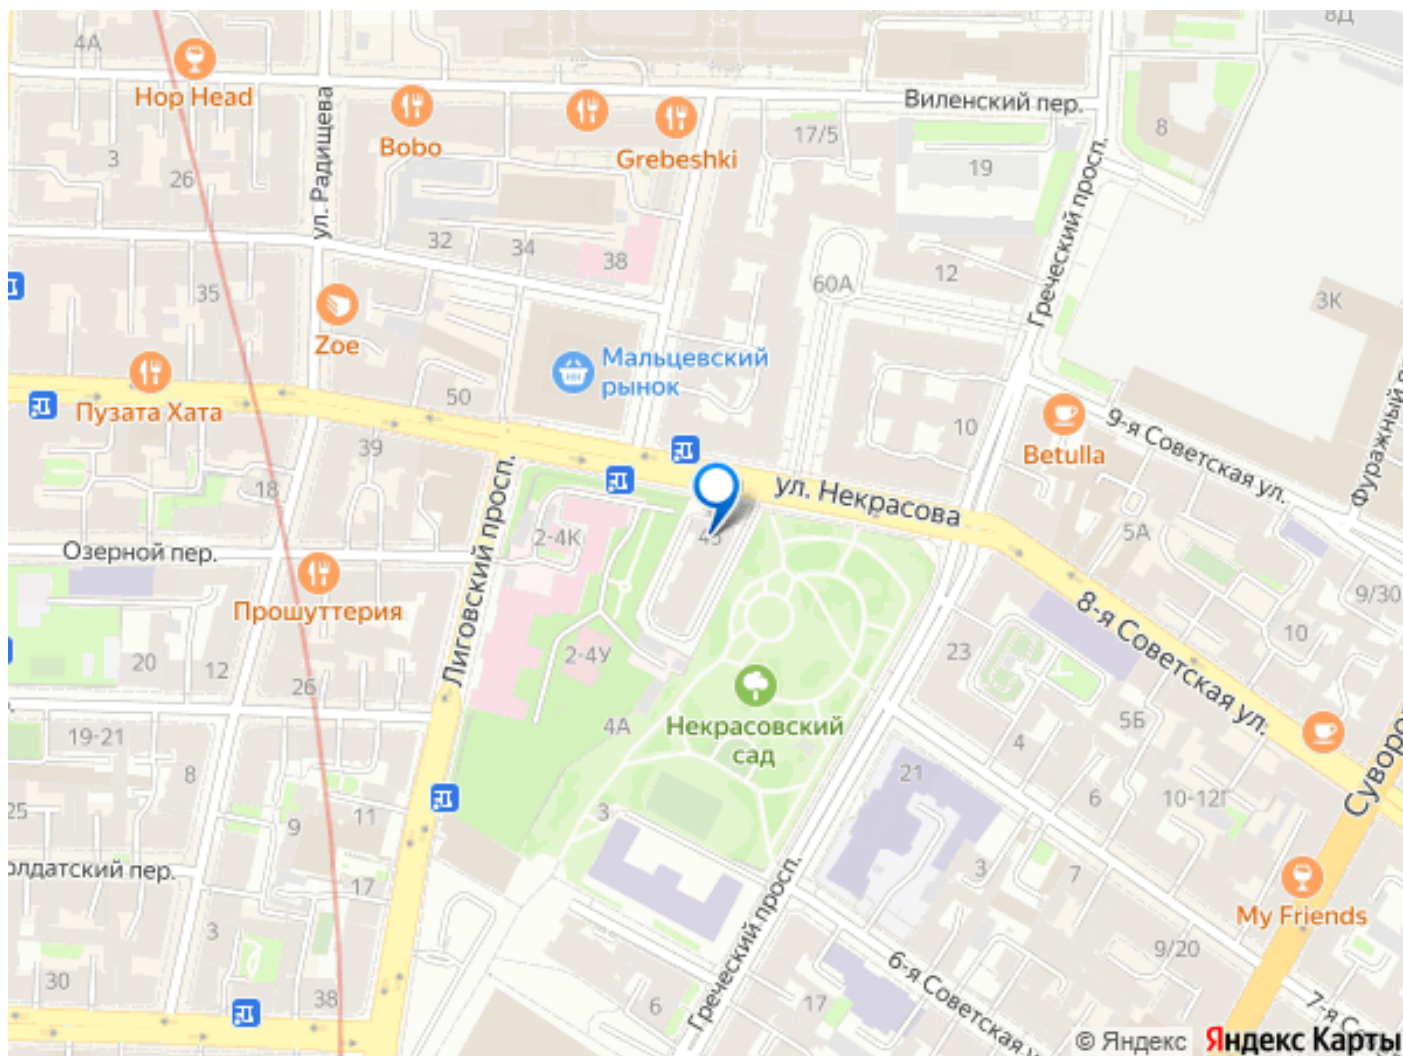 8Д
4А
Hop Head
Виленский пер.
Bobo
17/5
8
3
Grebeshki
19
26
ул. Радищева
Греческий просп.
32
34
38
12
60А
35
3К
Zoe
Мальцевский
рынок
50
Пузата Хата
10
Betulla
9-я Советская ул.
39
18
ул. Некрасова
Фуражный
Лиговский просп.
2-4К
5А
Озерной пер.
Прошуттерия
9/30
8-я Советская ул.
10
20
12
2-4У
23
26
Некрасовский
сад
4А
5Б
19-21
4
8
21
6
10-12Г
25
11
9
3
3
7
олдатский пер.
17
My Friends
Греческий просп.
3
9/20
30
38
6
17
6-я Советская
7-я
© Яндекс
Яндекс Карты